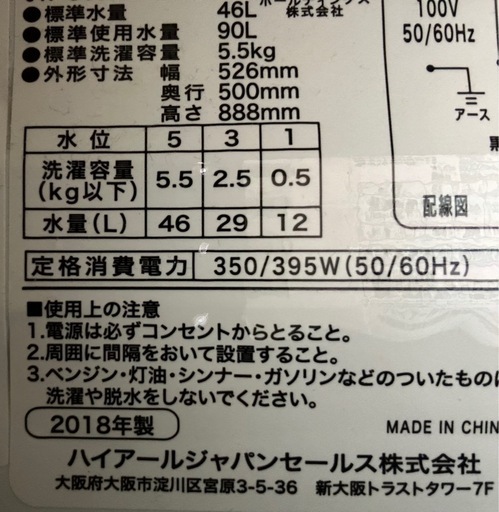 ●標準水量 46L
株式会社
●標準使用水量 90L
●標準洗濯容量 5.5kg
●外形寸法 幅 526mm
奥行 500mm
高さ 888mm
100V
50/60Hz
アース
配線図
水位 5 3 1
洗濯容量(kg以下) 5.5 2.5 0.5
水量(L) 46 29 12
定格消費電力 350/395W(50/60Hz)
■使用上の注意
1.電源は必ずコンセントからとること。
2.周囲に間隔をおいて設置すること。
3.ベンジン・灯油・シンナー・ガソリンなどのついたもの
洗濯や脱水をしないでください。
2018年製
MADE IN CHIN
ハイアールジャパンセールス株式会社
大阪府大阪市淀川区宮原3-5-36 新大阪トラストタワー7F